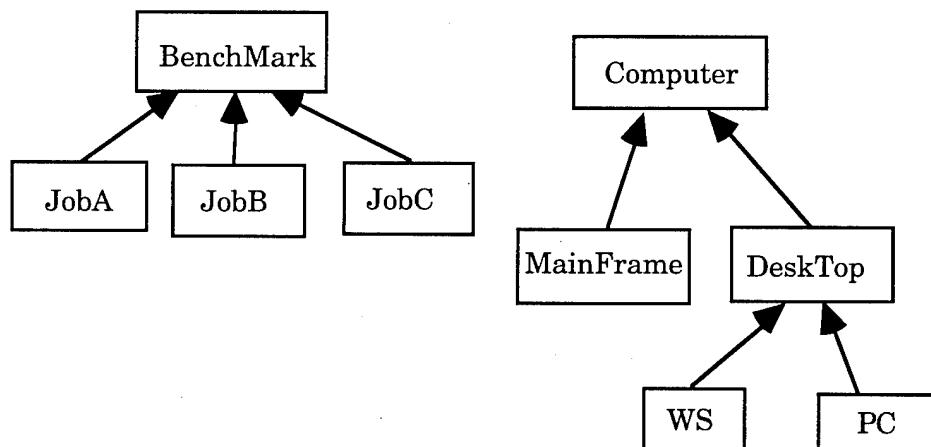 BenchMark
JobA
JobB
JobC
Computer
MainFrame
DeskTop
WS
PC